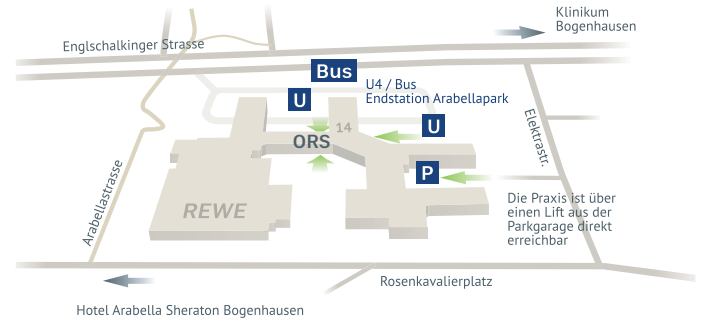 Klinikum
Bogenhausen
Englschalkinger Strasse
Bus
U4 / Bus
Endstation Arabellapark
U
14
U
Elektrastr.
ORS
P
Arabellastrasse
REWE
Die Praxis ist über
einen Lift aus der
Parkgarage direkt
erreichbar
Rosenkavalierplatz
Hotel Arabella Sheraton Bogenhausen